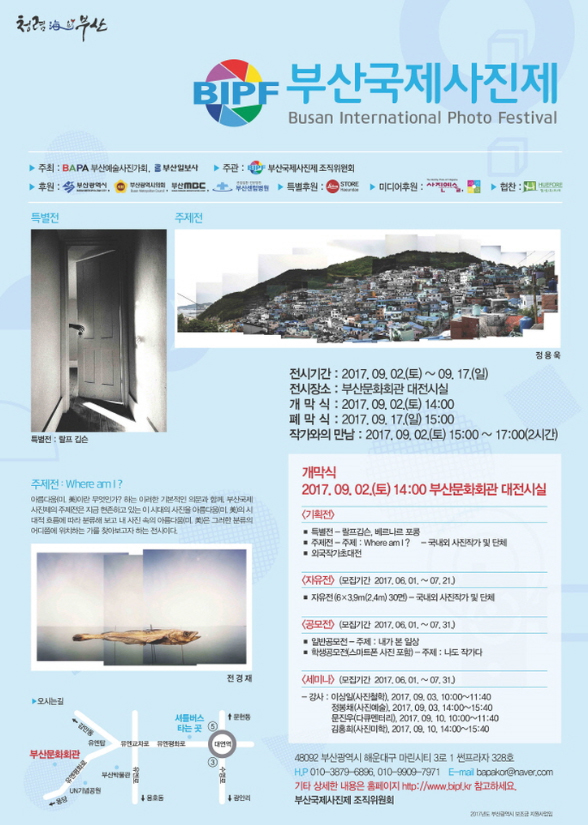 청렴 海요 부산
BIPF 부산국제사진제
Busan International Photo Festival
▶ 주최 : BAPA 부산예술사진가회, 부산일보사 ▶ 주관 : BIPF 부산국제사진제 조직위원회
▶ 후원 : 부산광역시 부산광역시의회 부산MBC 부산센텀병원 ▶ 특별후원 : STORE ▶ 미디어후원 : 사진예술 ▶ 협찬 :
특별전
주제전
정 용 욱
특별전 : 랄프 깁슨
전시기간 : 2017. 09. 02.(토) ~ 09. 17.(일)
전시장소 : 부산문화회관 대전시실
개 막 식 : 2017. 09. 02.(토) 14:00
폐 막 식 : 2017. 09. 17.(일) 15:00
작가와의 만남 : 2017. 09. 02.(토) 15:00 ~ 17:00(2시간)
주제전 : Where am I ?
아름다움(미, 美)이란 무엇인가? 하는 이러한 기본적인 의문과 함께, 부산국제
사진제의 주제전은 지금 현존하고 있는 이 시대의 사진을 아름다움(미, 美)의 시
대적 흐름에 따라 분류해 보고 내 사진 속의 아름다움(미, 美)은 그러한 분류의
어디쯤에 위치하는 가를 찾아보고자 하는 전시이다.
전 경 재
개막식
2017. 09. 02.(토) 14:00 부산문화회관 대전시실
〈기획전〉
■ 특별전 – 랄프깁슨, 베르나르 포콩
■ 주제전 – 주제 : Where am I ? – 국내외 사진작가 및 단체
■ 외국작가초대전
〈자유전〉 (모집기간 2017. 06. 01. ~ 07. 21.)
■ 자유전 (6×3.9m(2.4m) 30면) – 국내외 사진작가 및 단체
〈공모전〉 (모집기간 2017. 06. 01. ~ 07. 31.)
■ 일반공모전 – 주제 : 내가 본 일상
■ 학생공모전(스마트폰 사진 포함) – 주제 : 나도 작가다
〈세미나〉 (모집기간 2017. 06. 01. ~ 07. 31.)
– 강사 : 이상일(사진철학), 2017. 09. 03, 10:00~11:40
정봉채(사진예술), 2017. 09. 03, 14:00~15:40
문진우(다큐멘터리), 2017. 09. 10, 10:00~11:40
김홍희(사진미학), 2017. 09. 10, 14:00~15:40
▶오시는길
셔틀버스
타는 곳
문현동
감만동
⑤
유엔탑
유엔교차로
유엔평화로
대연역
③
부산문화회관
유엔평화로
부산박물관
유엔로
수영로
UN기념공원
용당
용호동
광안리
48092 부산광역시 해운대구 마린시티 3로 1 썬프라자 328호
H.P 010-3879-6896, 010-9909-7971 E-mail bapakor@naver.com
기타 상세한 내용은 홈페이지 http://www.bipf.kr 참고하세요.
부산국제사진제 조직위원회
2017년도 부산광역시 보조금 지원사업임